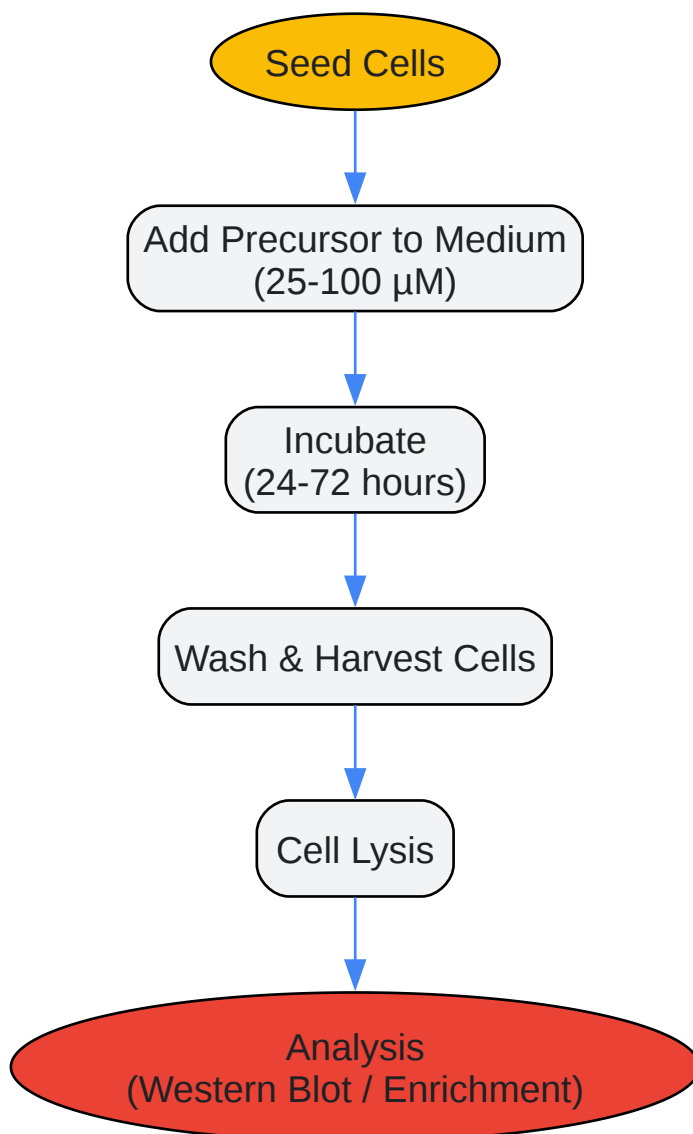 Seed Cells
Add Precursor to Medium
(25-100 µM)
Incubate
(24-72 hours)
Wash & Harvest Cells
Cell Lysis
Analysis
(Western Blot / Enrichment)